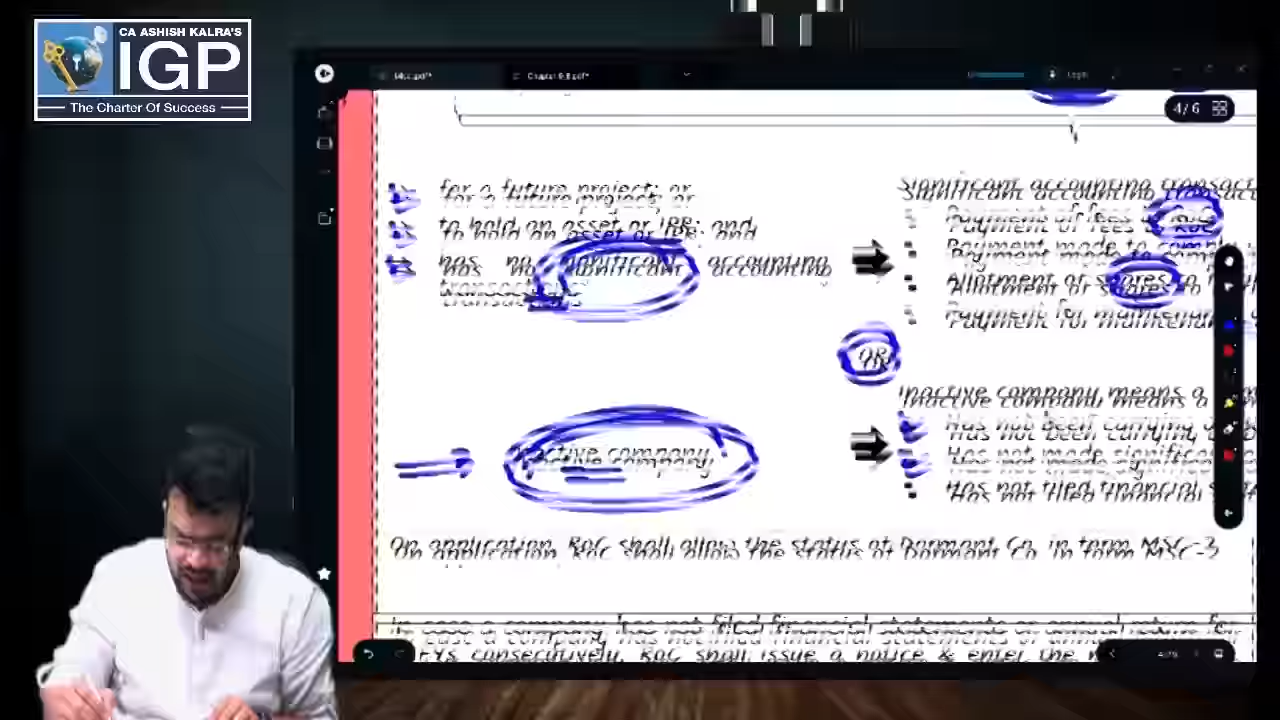 CA ASHISH KALRA'S
IGP
The Charter Of Success
Chapter
Login
4/6
for a future project; or
to hold an asset or IPR; and
has no significant accounting
transactions
Significant accounting transact
Payment of fees to RoC
Payment made to comply
Allotment of shares to
Payment for maintenan
OR
Inactive company
Inactive company means a
Has not been carrying
Has not made significa
Has not filed financial
On application, RoC shall allow the status of Dormant Co. in form MSC-3
In case a company has not filed financial statements or annual return for
FYs consecutively, RoC shall issue a notice & enter the